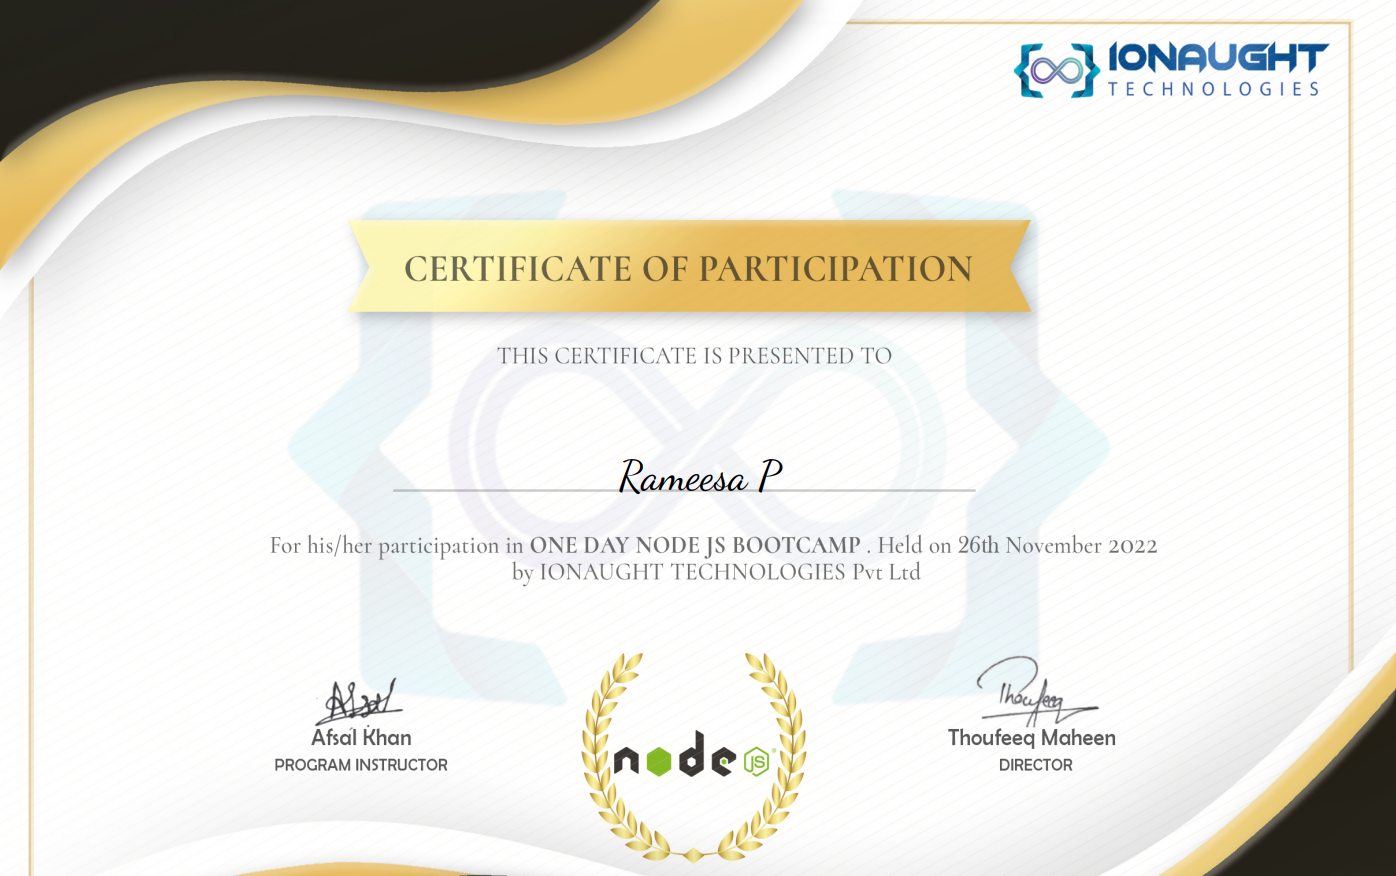 IONAUGHT
TECHNOLOGIES
CERTIFICATE OF PARTICIPATION
THIS CERTIFICATE IS PRESENTED TO
Rameesa P
For his/her participation in ONE DAY NODE JS BOOTCAMP . Held on 26th November 2022
by IONAUGHT TECHNOLOGIES Pvt Ltd
Afsal
Afsal Khan
PROGRAM INSTRUCTOR
node JS®
Thoufeeq
Thoufeeq Maheen
DIRECTOR